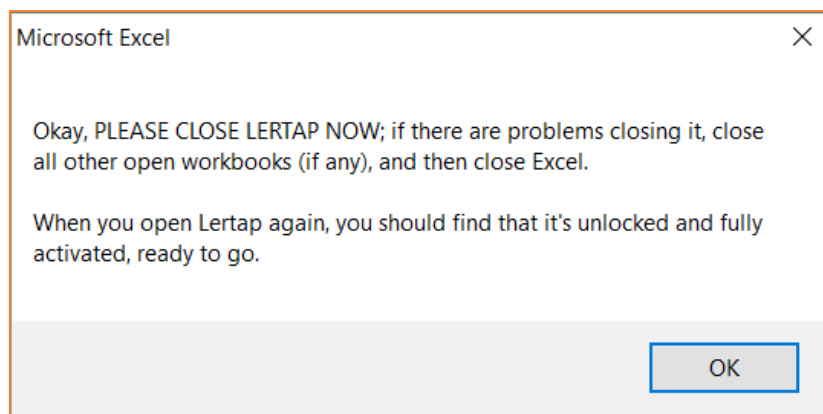 Microsoft Excel
Okay, PLEASE CLOSE LERTAP NOW; if there are problems closing it, close
all other open workbooks (if any), and then close Excel.
When you open Lertap again, you should find that it's unlocked and fully
activated, ready to go.
OK